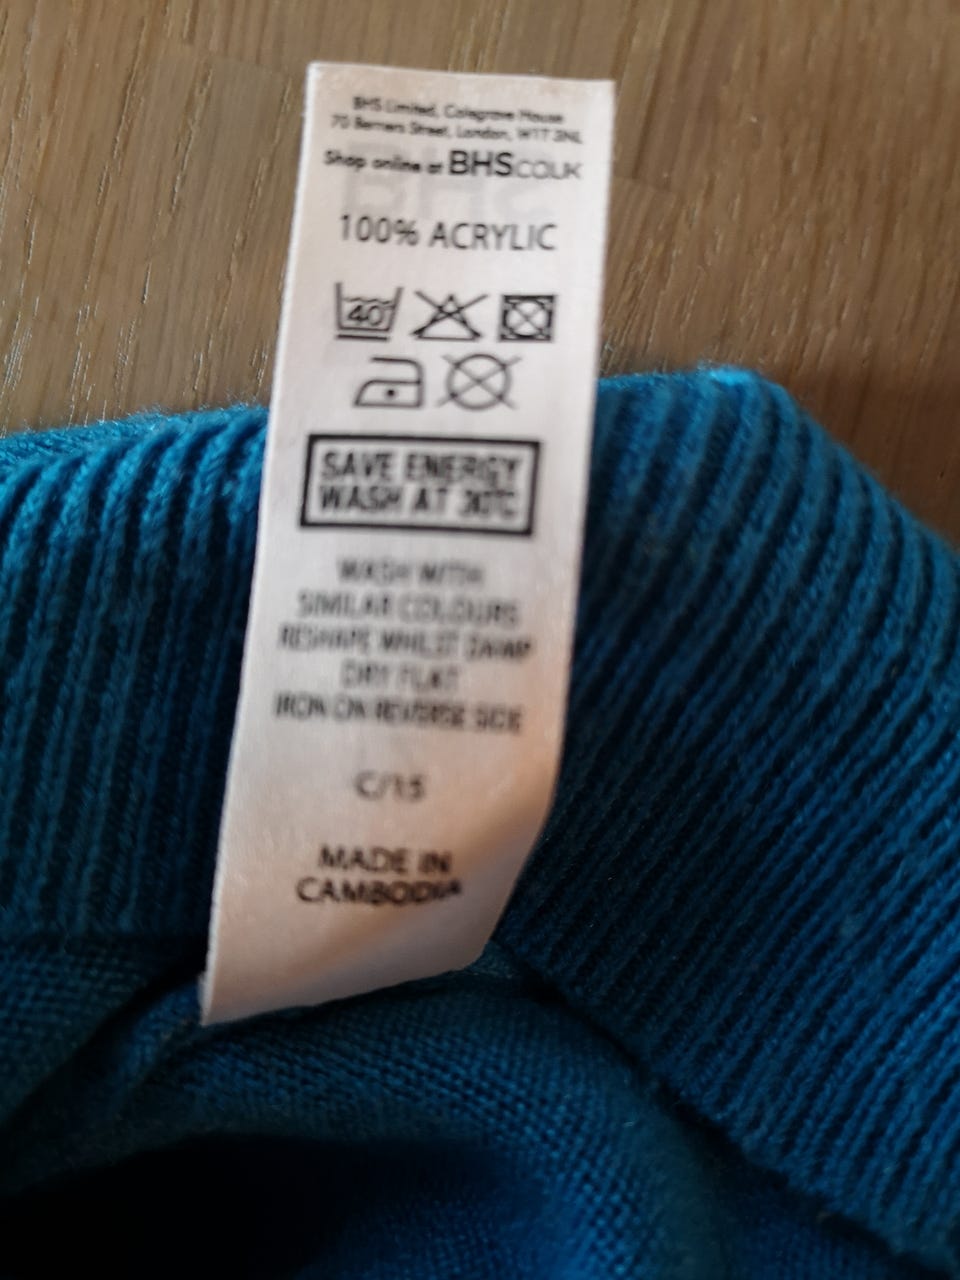 BHS Limited, Colegrave House
70 Berners Street, London, W1T 3NL
Shop online at BHS.CO.UK
100% ACRYLIC
40
SAVE ENERGY
WASH AT 30°C
WASH WITH
SIMILAR COLOURS
RESHAPE WHILST DAMP
DRY FLAT
IRON ON REVERSE SIDE
C/15
MADE IN
CAMBODIA